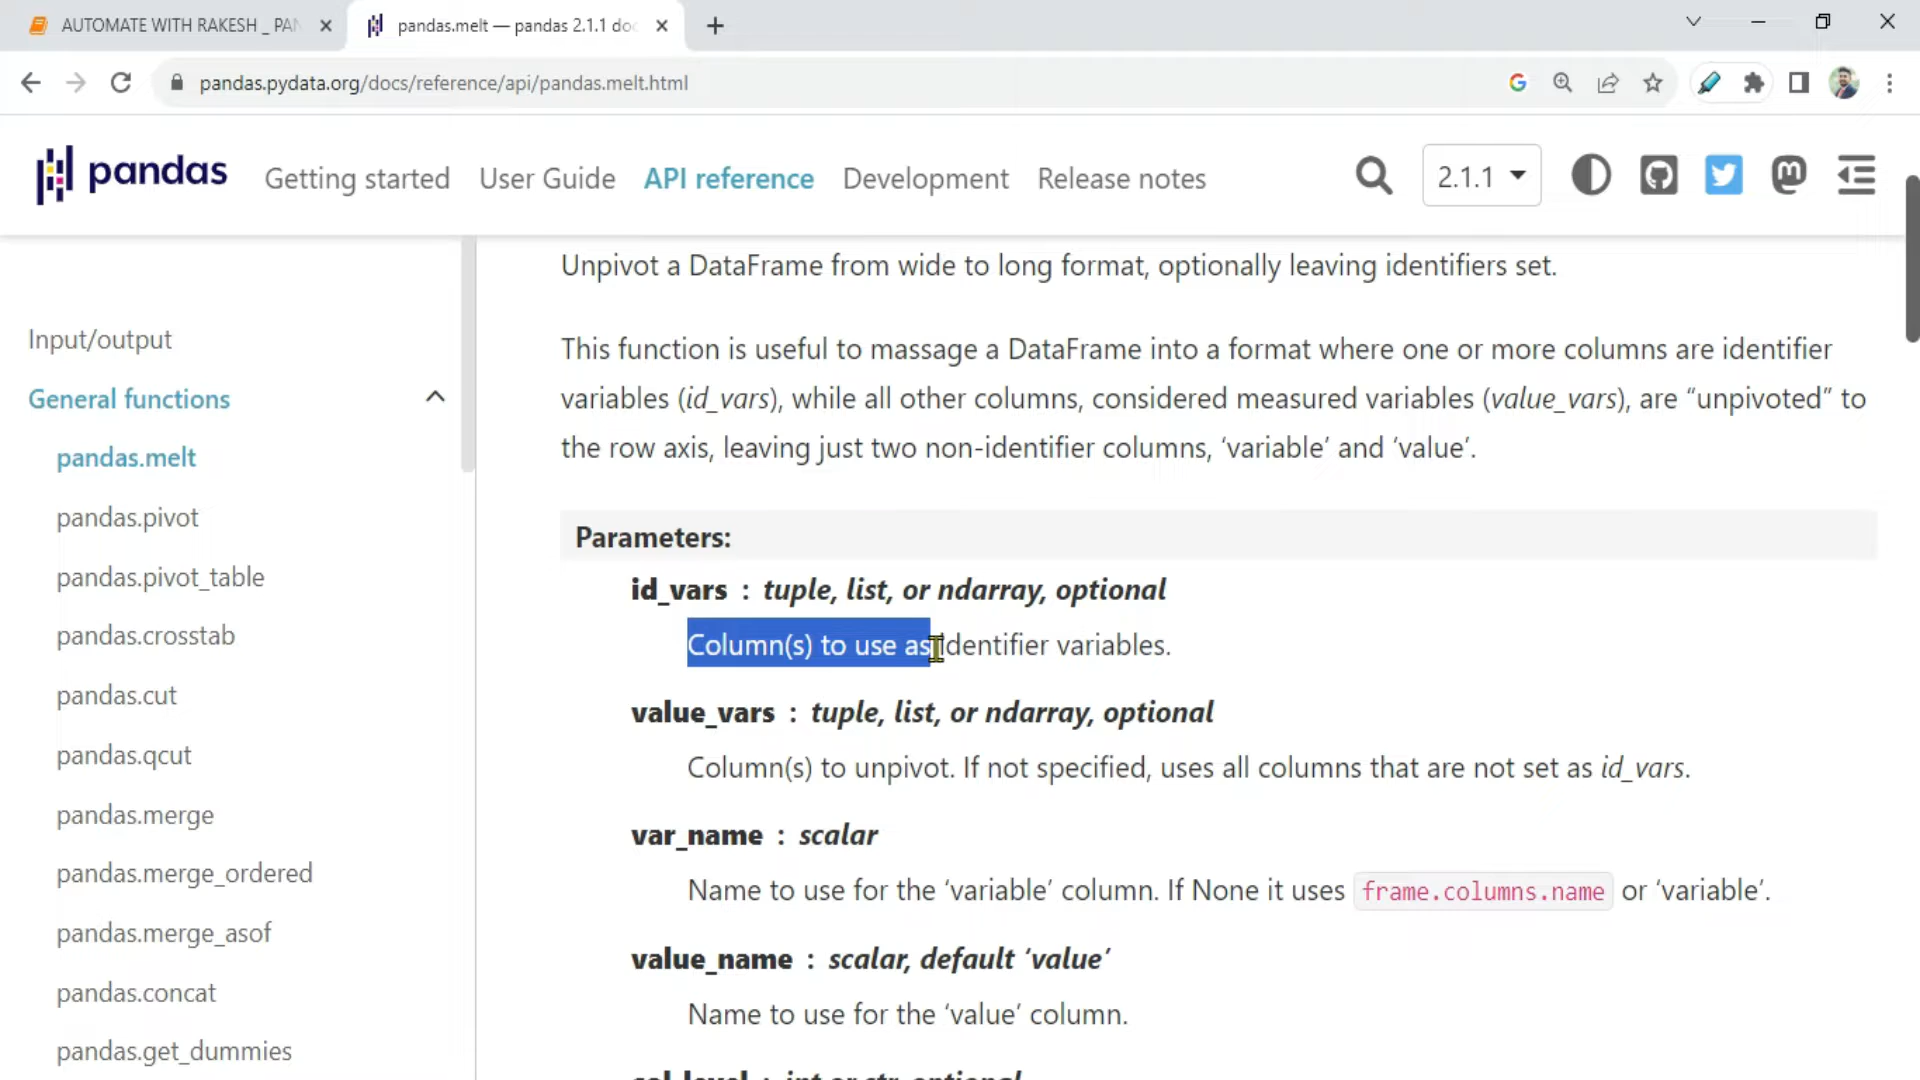 AUTOMATE WITH RAKESH _ PAN
pandas.melt — pandas 2.1.1 doc
pandas.pydata.org/docs/reference/api/pandas.melt.html
pandas
Getting started
User Guide
API reference
Development
Release notes
2.1.1
Input/output
General functions
pandas.melt
pandas.pivot
pandas.pivot_table
pandas.crosstab
pandas.cut
pandas.qcut
pandas.merge
pandas.merge_ordered
pandas.merge_asof
pandas.concat
pandas.get_dummies
Unpivot a DataFrame from wide to long format, optionally leaving identifiers set.
This function is useful to massage a DataFrame into a format where one or more columns are identifier
variables (id_vars), while all other columns, considered measured variables (value_vars), are “unpivoted” to
the row axis, leaving just two non-identifier columns, ‘variable’ and ‘value’.
Parameters:
id_vars : tuple, list, or ndarray, optional
Column(s) to use as identifier variables.
value_vars : tuple, list, or ndarray, optional
Column(s) to unpivot. If not specified, uses all columns that are not set as id_vars.
var_name : scalar
Name to use for the ‘variable’ column. If None it uses frame.columns.name or ‘variable’.
value_name : scalar, default ‘value’
Name to use for the ‘value’ column.
col_level : int or str, optional